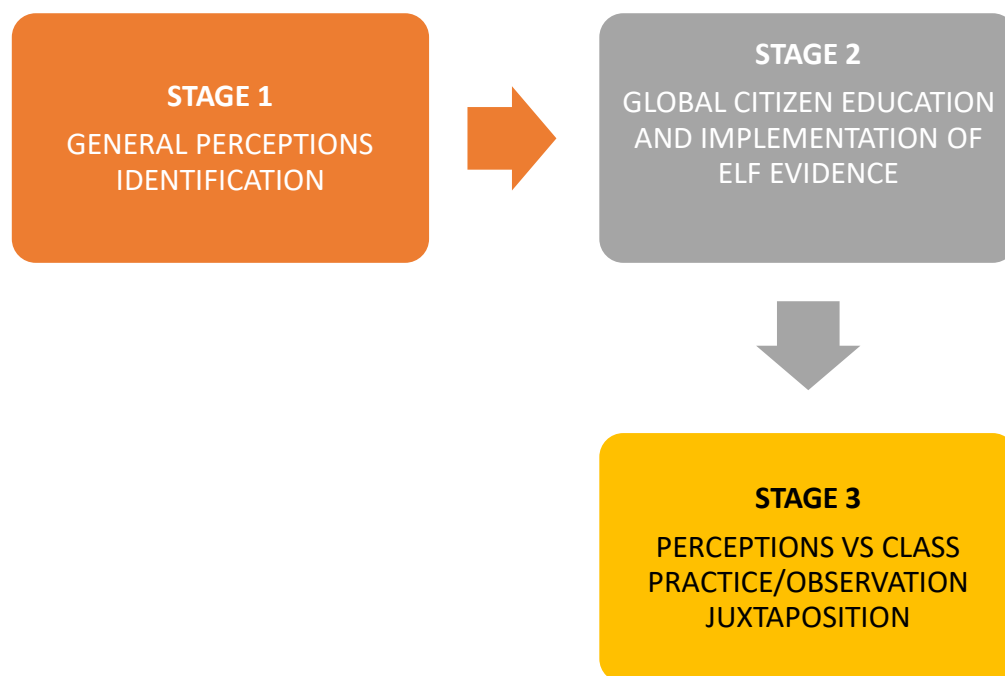 STAGE 1
GENERAL PERCEPTIONS
IDENTIFICATION
STAGE 2
GLOBAL CITIZEN EDUCATION
AND IMPLEMENTATION OF
ELF EVIDENCE
STAGE 3
PERCEPTIONS VS CLASS
PRACTICE/OBSERVATION
JUXTAPOSITION